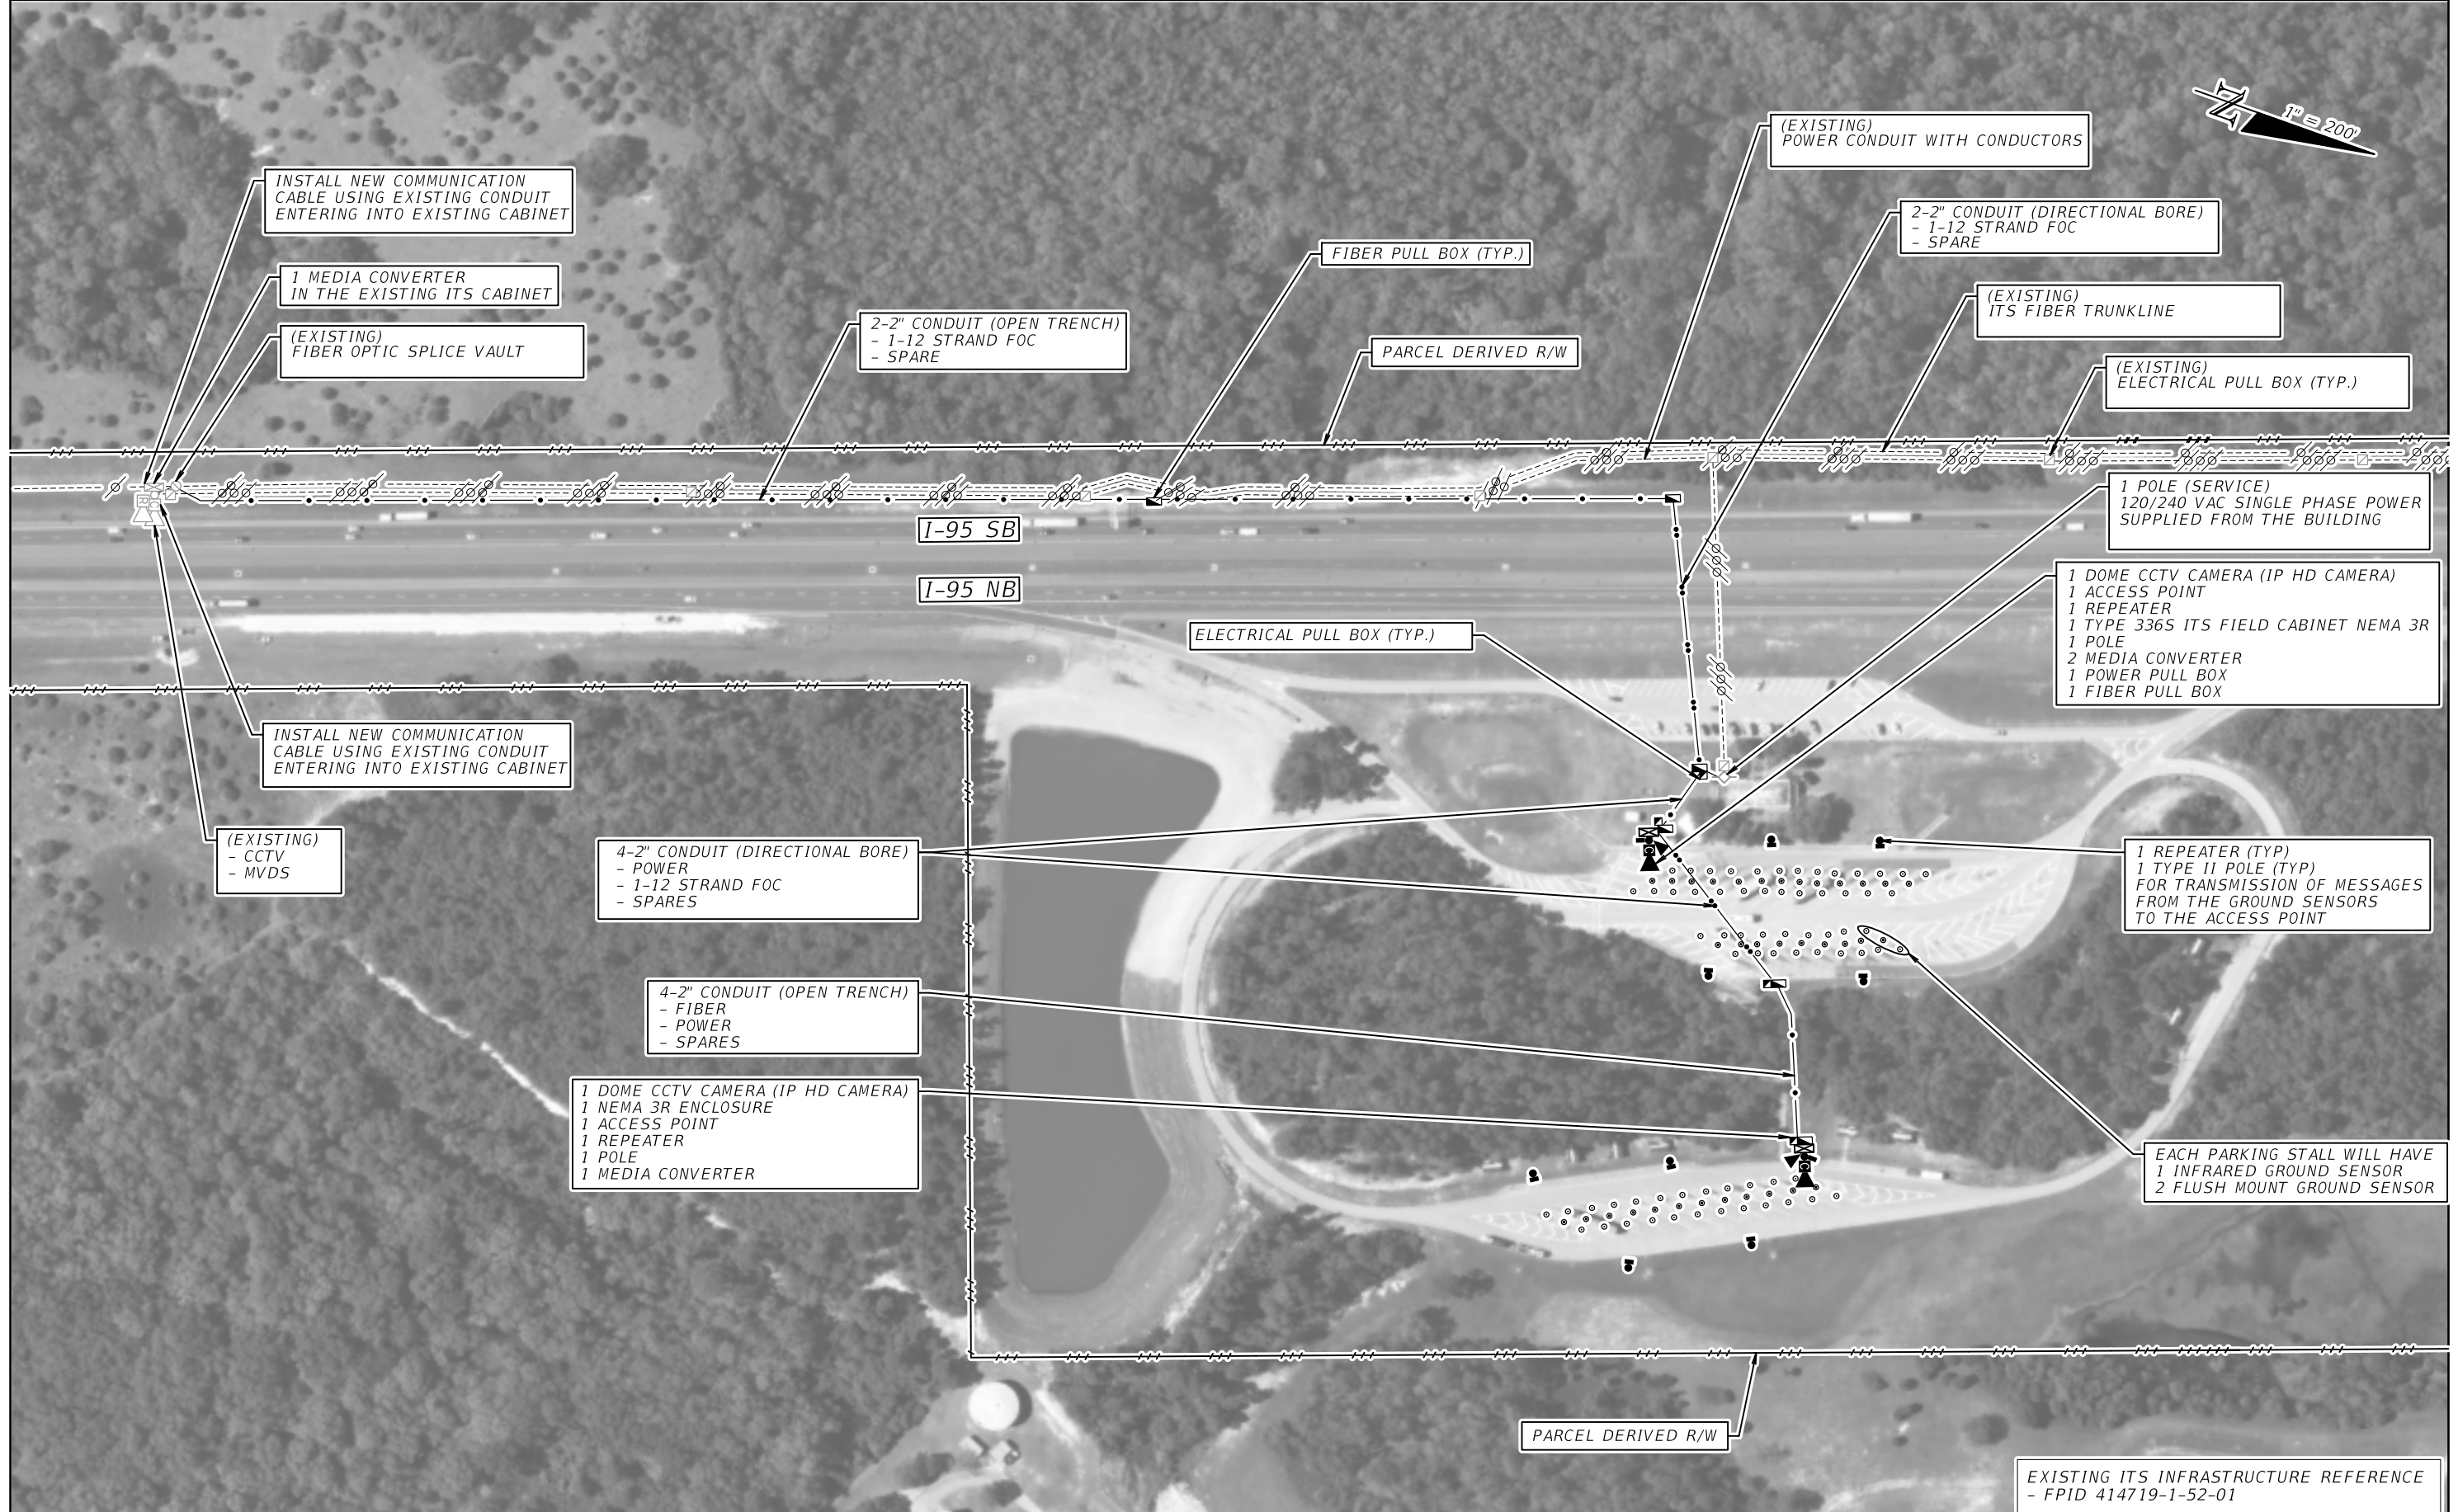 N
1" = 200'
(EXISTING)
POWER CONDUIT WITH CONDUCTORS
INSTALL NEW COMMUNICATION
CABLE USING EXISTING CONDUIT
ENTERING INTO EXISTING CABINET
2-2" CONDUIT (DIRECTIONAL BORE)
- 1-12 STRAND FOC
- SPARE
FIBER PULL BOX (TYP.)
1 MEDIA CONVERTER
IN THE EXISTING ITS CABINET
(EXISTING)
ITS FIBER TRUNKLINE
2-2" CONDUIT (OPEN TRENCH)
- 1-12 STRAND FOC
- SPARE
(EXISTING)
FIBER OPTIC SPLICE VAULT
PARCEL DERIVED R/W
(EXISTING)
ELECTRICAL PULL BOX (TYP.)
1 POLE (SERVICE)
120/240 VAC SINGLE PHASE POWER
SUPPLIED FROM THE BUILDING
I-95 SB
I-95 NB
1 DOME CCTV CAMERA (IP HD CAMERA)
1 ACCESS POINT
1 REPEATER
1 TYPE 336S ITS FIELD CABINET NEMA 3R
1 POLE
2 MEDIA CONVERTER
1 POWER PULL BOX
1 FIBER PULL BOX
ELECTRICAL PULL BOX (TYP.)
INSTALL NEW COMMUNICATION
CABLE USING EXISTING CONDUIT
ENTERING INTO EXISTING CABINET
(EXISTING)
- CCTV
- MVDS
4-2" CONDUIT (DIRECTIONAL BORE)
- POWER
- 1-12 STRAND FOC
- SPARES
1 REPEATER (TYP)
1 TYPE II POLE (TYP)
FOR TRANSMISSION OF MESSAGES
FROM THE GROUND SENSORS
TO THE ACCESS POINT
4-2" CONDUIT (OPEN TRENCH)
- FIBER
- POWER
- SPARES
1 DOME CCTV CAMERA (IP HD CAMERA)
1 NEMA 3R ENCLOSURE
1 ACCESS POINT
1 REPEATER
1 POLE
1 MEDIA CONVERTER
EACH PARKING STALL WILL HAVE
1 INFRARED GROUND SENSOR
2 FLUSH MOUNT GROUND SENSOR
PARCEL DERIVED R/W
EXISTING ITS INFRASTRUCTURE REFERENCE
- FPID 414719-1-52-01